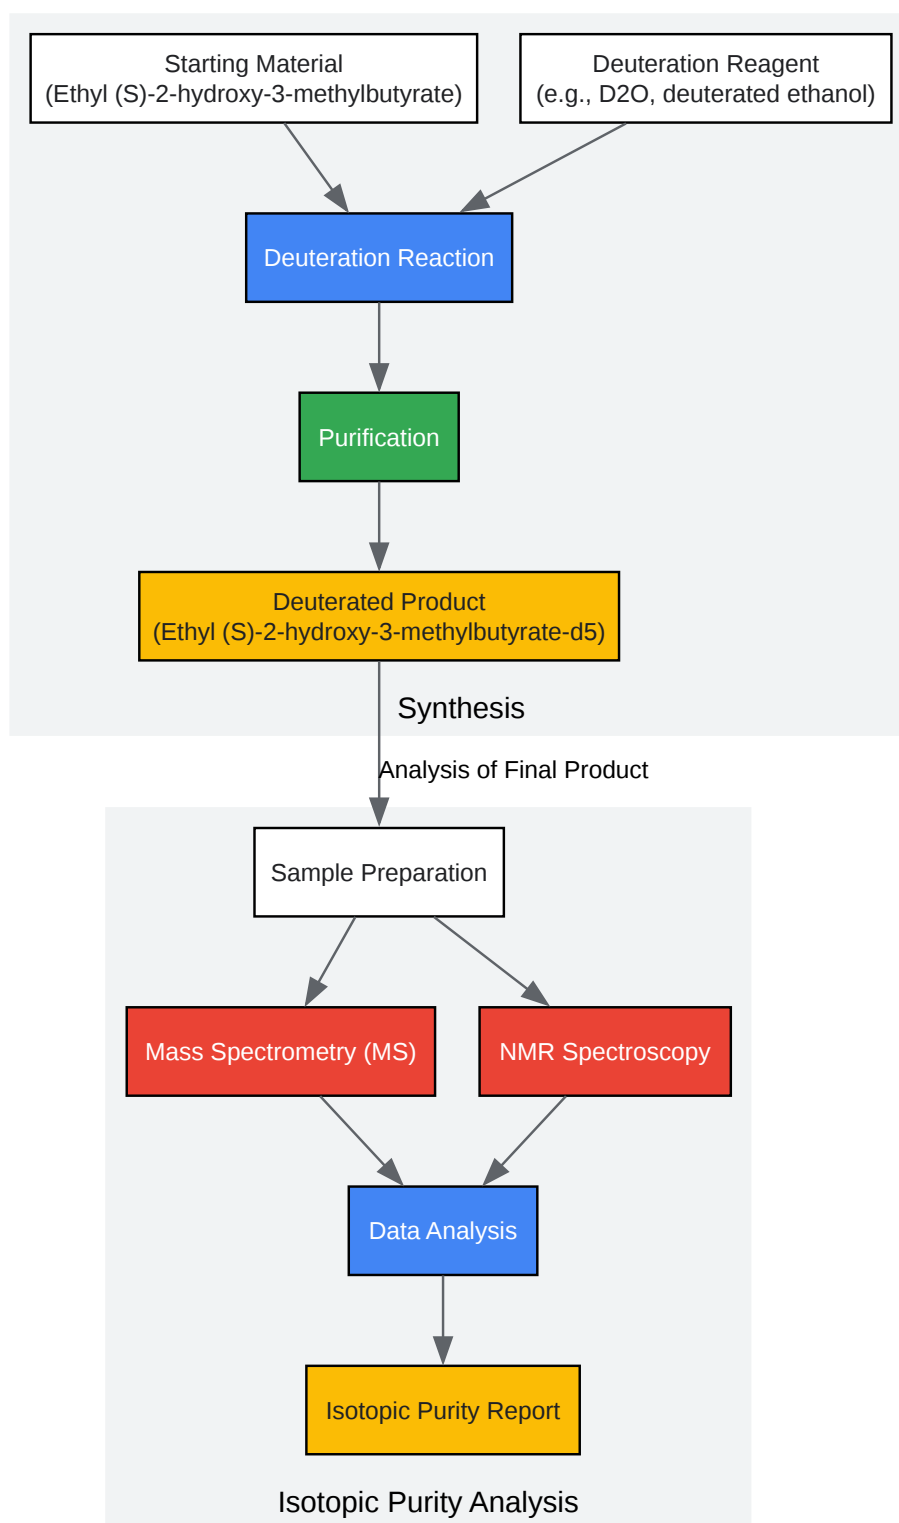 Starting Material
(Ethyl (S)-2-hydroxy-3-methylbutyrate)
Deuteration Reagent
(e.g., D2O, deuterated ethanol)
Deuteration Reaction
Purification
Deuterated Product
(Ethyl (S)-2-hydroxy-3-methylbutyrate-d5)
Synthesis
Analysis of Final Product
Sample Preparation
Mass Spectrometry (MS)
NMR Spectroscopy
Data Analysis
Isotopic Purity Report
Isotopic Purity Analysis